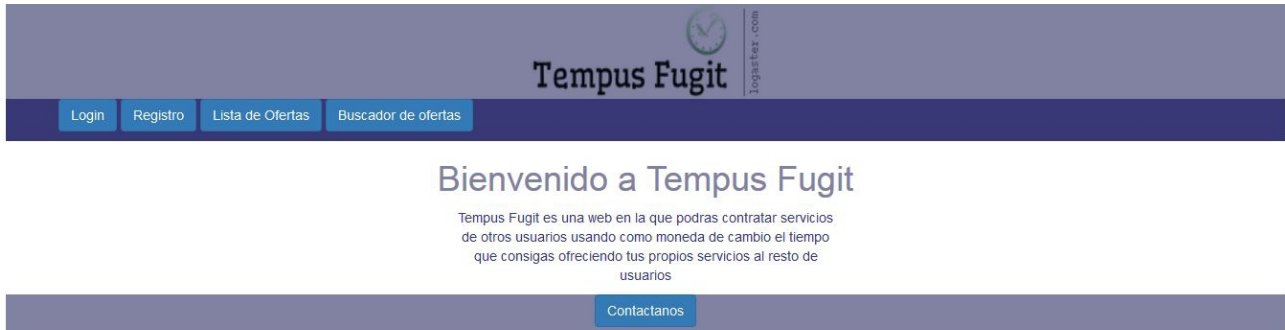 Tempus Fugit
logaster.com
Login Registro Lista de Ofertas Buscador de ofertas
Bienvenido a Tempus Fugit
Tempus Fugit es una web en la que podras contratar servicios
de otros usuarios usando como moneda de cambio el tiempo
que consigas ofreciendo tus propios servicios al resto de
usuarios
Contactanos